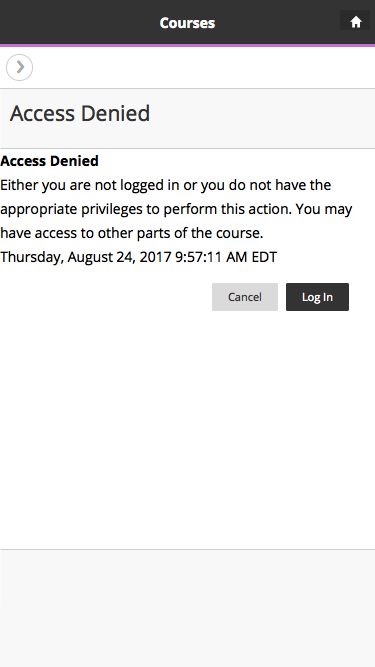 Courses
Access Denied
Access Denied
Either you are not logged in or you do not have the
appropriate privileges to perform this action. You may
have access to other parts of the course.
Thursday, August 24, 2017 9:57:11 AM EDT
Cancel
Log In